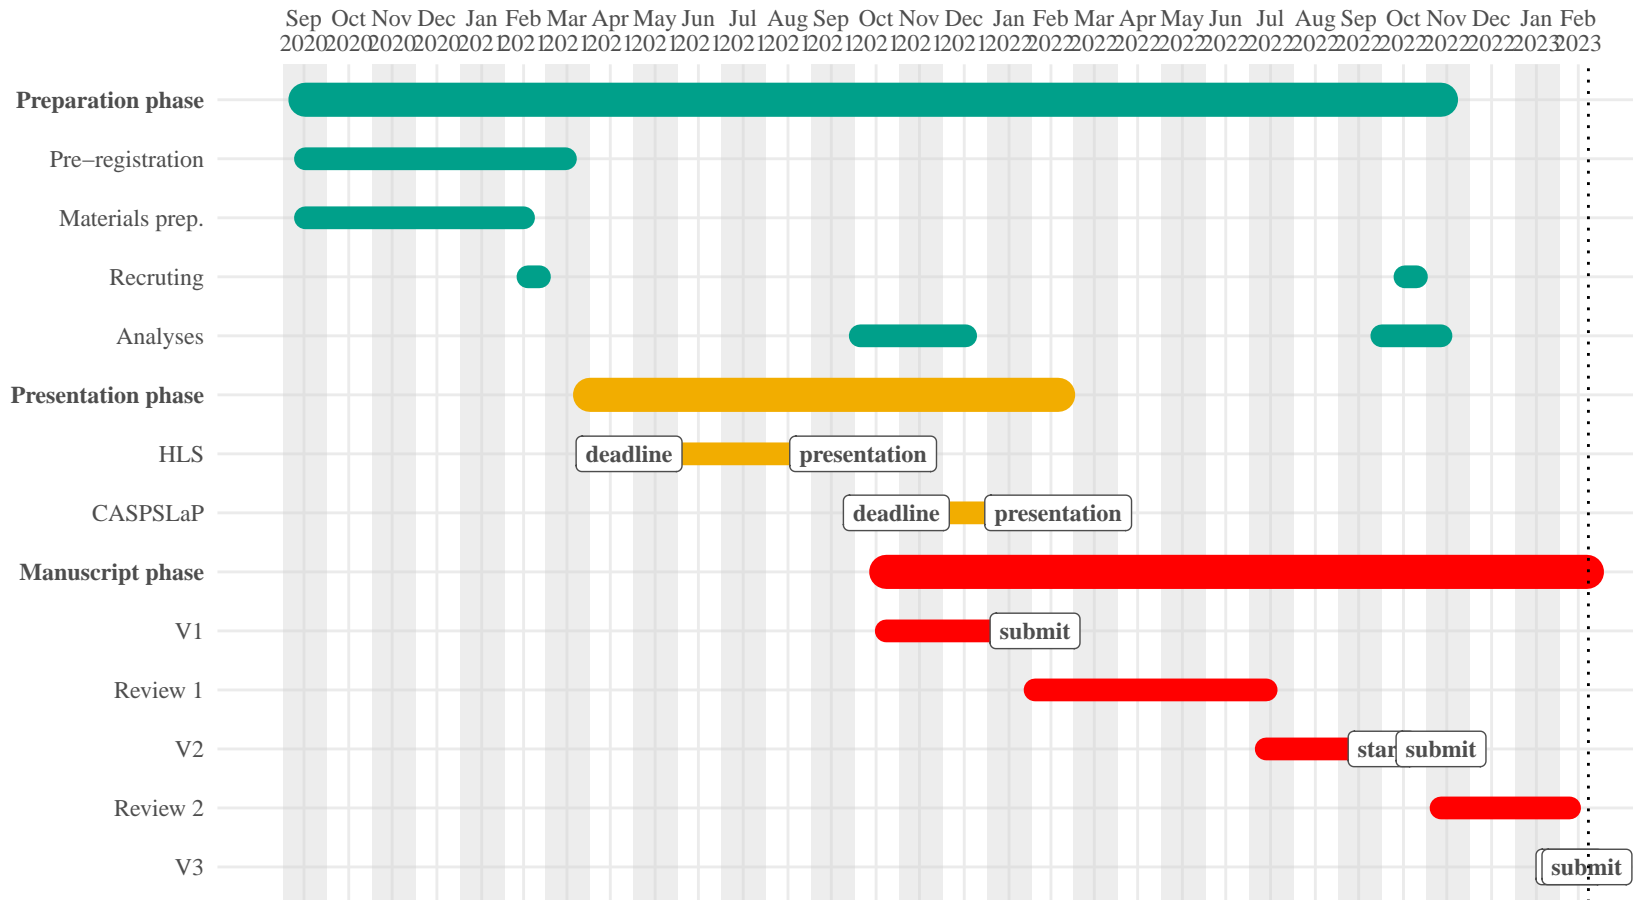 Sep Oct Nov Dec Jan Feb Mar Apr May Jun Jul Aug Sep Oct Nov Dec Jan Feb Mar Apr May Jun Jul Aug Sep Oct Nov Dec Jan Feb
2020 2020 2020 2020 2021 2021 2021 2021 2021 2021 2021 2021 2021 2021 2021 2021 2022 2022 2022 2022 2022 2022 2022 2022 2022 2022 2022 2022 2023 2023
Preparation phase
Pre−registration
Materials prep.
Recruting
Analyses
Presentation phase
HLS deadline presentation
CASPSLaP deadline presentation
Manuscript phase
V1 submit
Review 1
V2 star submit
Review 2
V3 submit